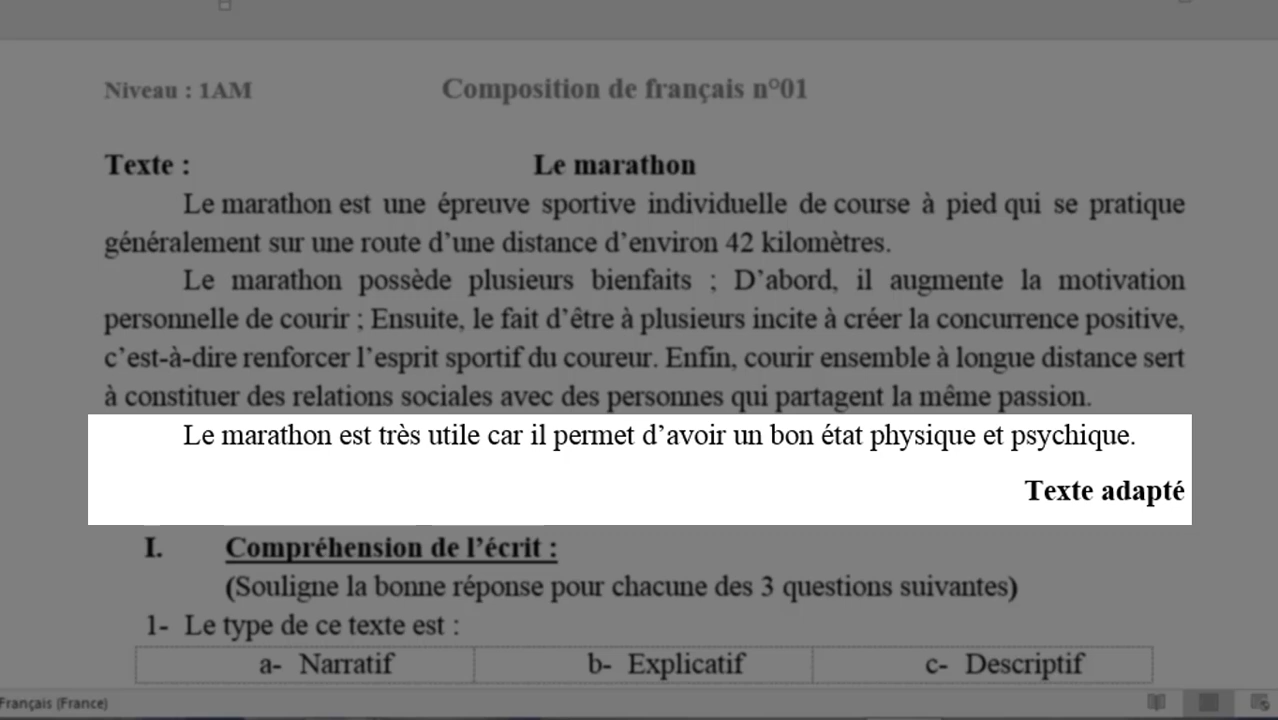 Niveau : 1AM Composition de français n°01
Texte : Le marathon
Le marathon est une épreuve sportive individuelle de course à pied qui se pratique
généralement sur une route d’une distance d’environ 42 kilomètres.
Le marathon possède plusieurs bienfaits ; D’abord, il augmente la motivation
personnelle de courir ; Ensuite, le fait d’être à plusieurs incite à créer la concurrence positive,
c’est-à-dire renforcer l’esprit sportif du coureur. Enfin, courir ensemble à longue distance sert
à constituer des relations sociales avec des personnes qui partagent la même passion.
Le marathon est très utile car il permet d’avoir un bon état physique et psychique.
Texte adapté
I. Compréhension de l’écrit :
(Souligne la bonne réponse pour chacune des 3 questions suivantes)
1- Le type de ce texte est :
a- Narratif b- Explicatif c- Descriptif
Français (France)